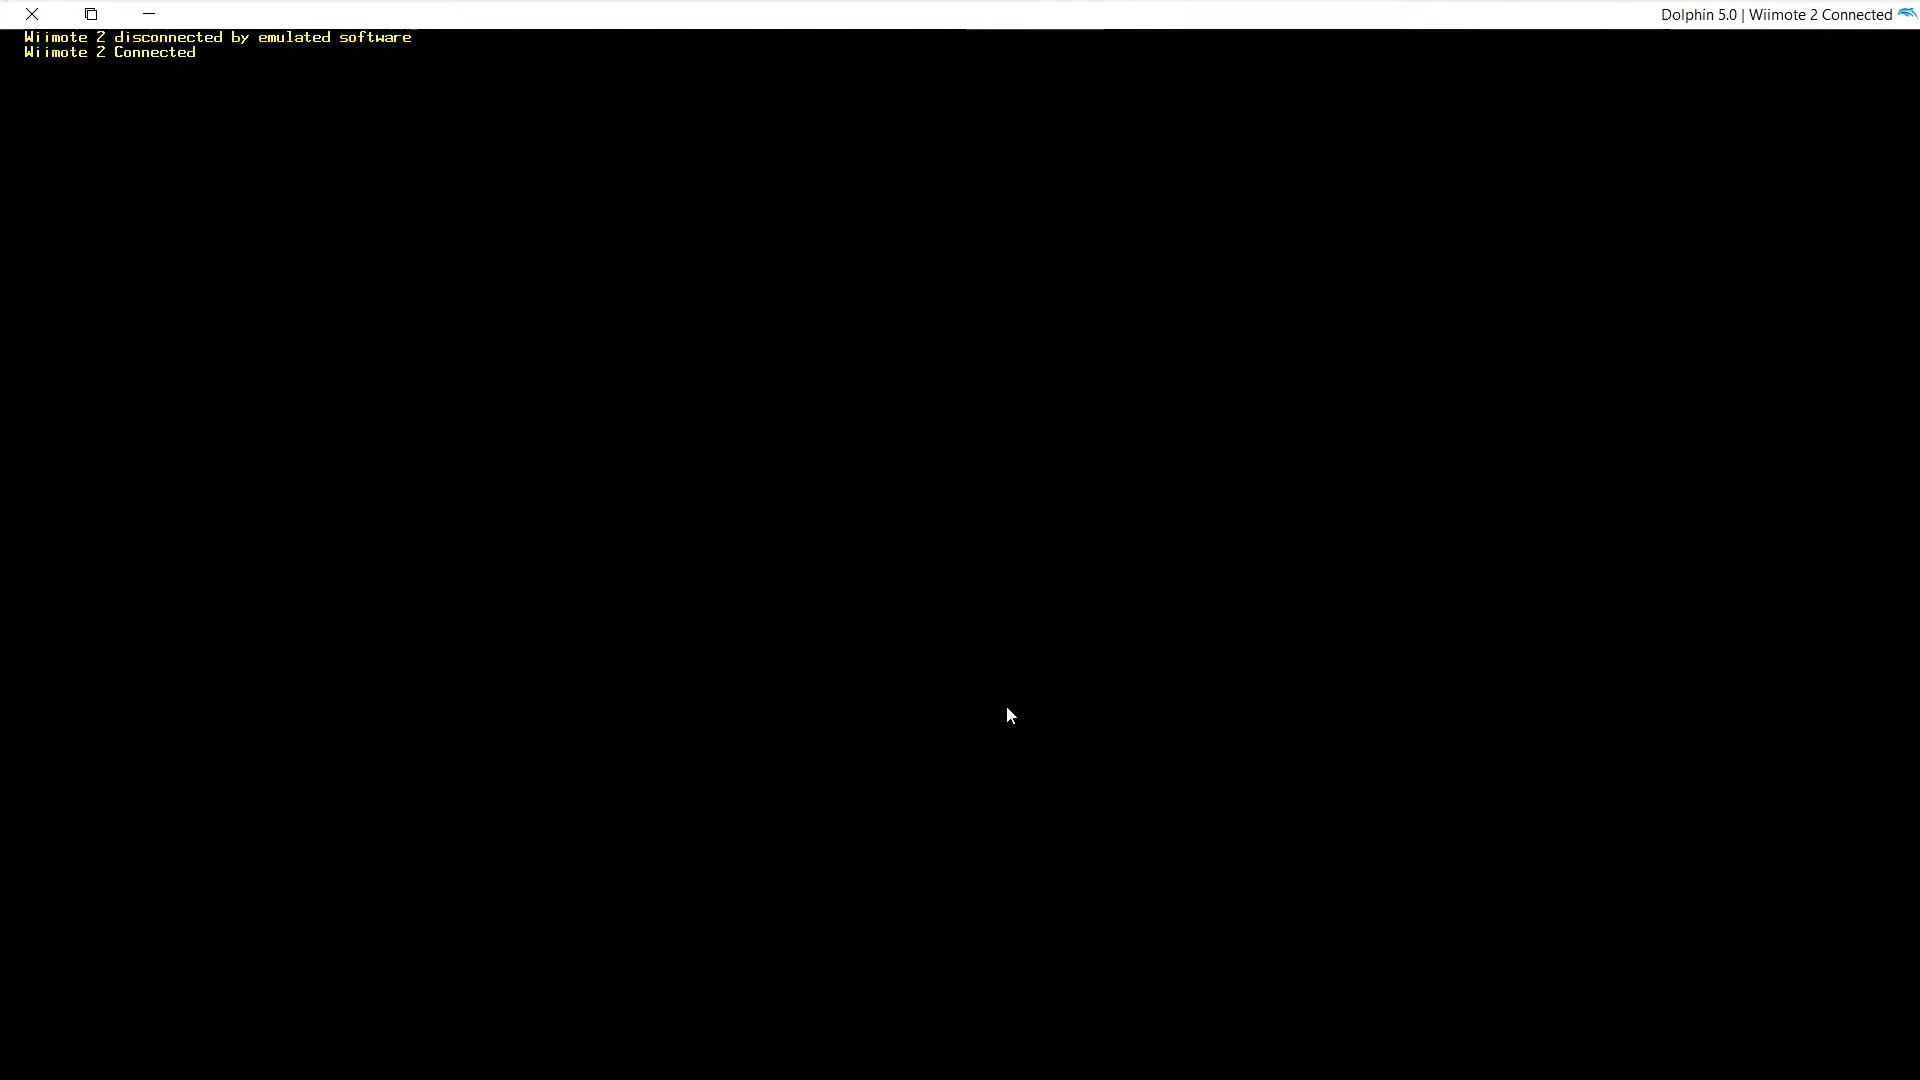 Dolphin 5.0 | Wiimote 2 Connected
Wiimote 2 disconnected by emulated software
Wiimote 2 Connected